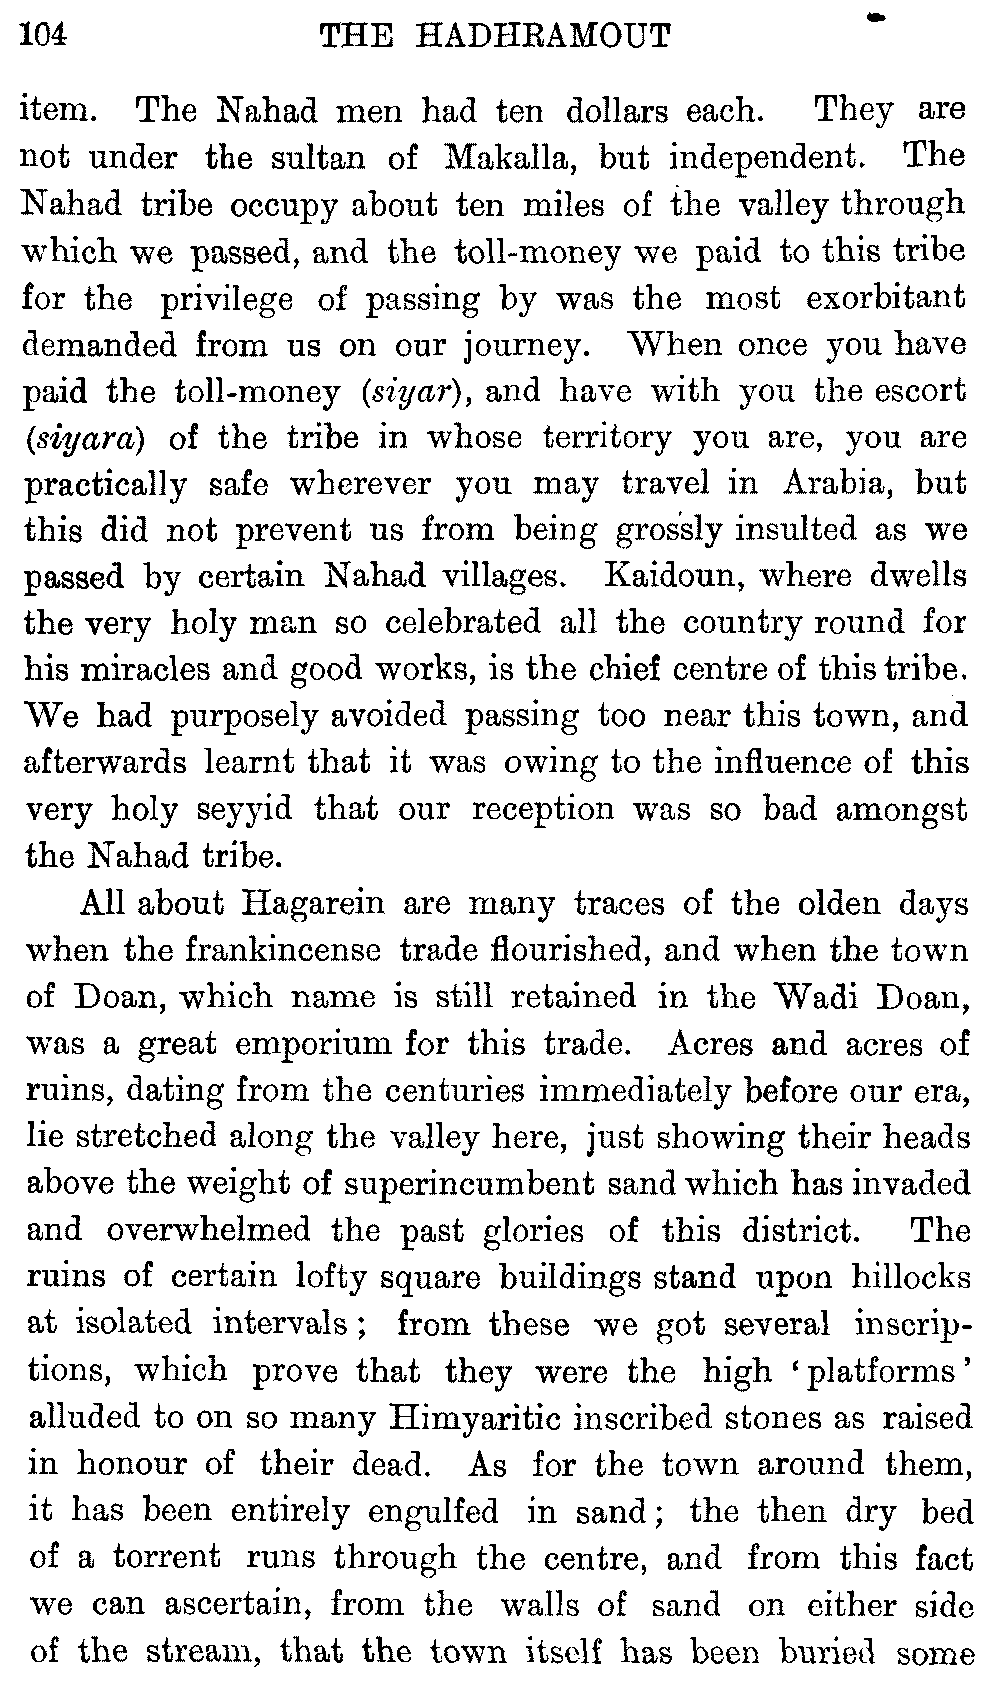 104 THE HADHRAMOUT
item. The Nahad men had ten dollars each. They are
not under the sultan of Makalla, but independent. The
Nahad tribe occupy about ten miles of the valley through
which we passed, and the toll-money we paid to this tribe
for the privilege of passing by was the most exorbitant
demanded from us on our journey. When once you have
paid the toll-money (siyar), and have with you the escort
(siyara) of the tribe in whose territory you are, you are
practically safe wherever you may travel in Arabia, but
this did not prevent us from being grossly insulted as we
passed by certain Nahad villages. Kaidoun, where dwells
the very holy man so celebrated all the country round for
his miracles and good works, is the chief centre of this tribe.
We had purposely avoided passing too near this town, and
afterwards learnt that it was owing to the influence of this
very holy seyyid that our reception was so bad amongst
the Nahad tribe.
All about Hagarein are many traces of the olden days
when the frankincense trade flourished, and when the town
of Doan, which name is still retained in the Wadi Doan,
was a great emporium for this trade. Acres and acres of
ruins, dating from the centuries immediately before our era,
lie stretched along the valley here, just showing their heads
above the weight of superincumbent sand which has invaded
and overwhelmed the past glories of this district. The
ruins of certain lofty square buildings stand upon hillocks
at isolated intervals; from these we got several inscrip-
tions, which prove that they were the high ‘platforms’
alluded to on so many Himyaritic inscribed stones as raised
in honour of their dead. As for the town around them,
it has been entirely engulfed in sand; the then dry bed
of a torrent runs through the centre, and from this fact
we can ascertain, from the walls of sand on either side
of the stream, that the town itself has been buried some